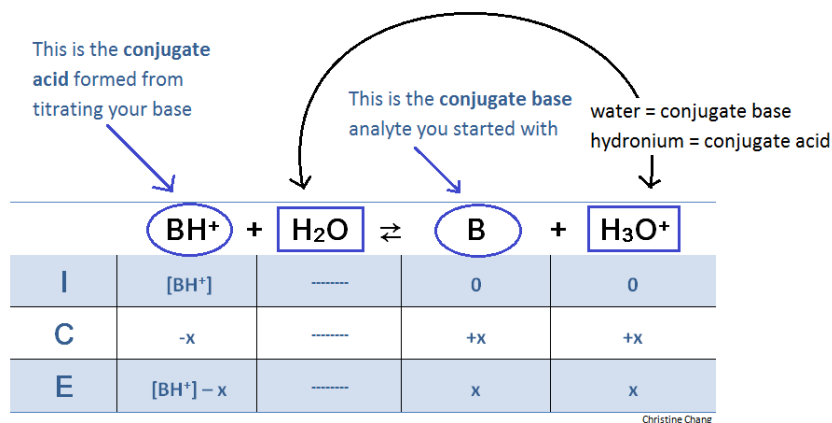 This is the conjugate
acid formed from
titrating your base
This is the conjugate base
analyte you started with
water = conjugate base
hydronium = conjugate acid
BH⁺ + H₂O ⇄ B + H₃O⁺
I [BH⁺] -------- 0 0
C -x -------- +x +x
E [BH⁺] – x -------- x x
Christine Chang